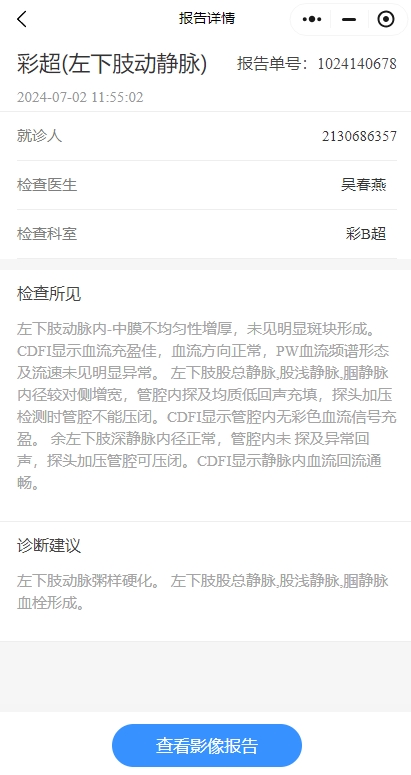 报告详情
彩超(左下肢动静脉)
报告单号：1024140678
2024-07-02 11:55:02
就诊人
2130686357
检查医生
吴春燕
检查科室
彩B超
检查所见
左下肢动脉内-中膜不均匀性增厚，未见明显斑块形成。
CDFI显示血流充盈佳，血流方向正常，PW血流频谱形态
及流速未见明显异常。 左下肢股总静脉,股浅静脉,腘静脉
内径较对侧增宽，管腔内探及均质低回声充填，探头加压
检测时管腔不能压闭。CDFI显示管腔内无彩色血流信号充
盈。 余左下肢深静脉内径正常，管腔内未 探及异常回
声，探头加压管腔可压闭。CDFI显示静脉内血流回流通
畅。
诊断建议
左下肢动脉粥样硬化。 左下肢股总静脉,股浅静脉,腘静脉
血栓形成。
查看影像报告